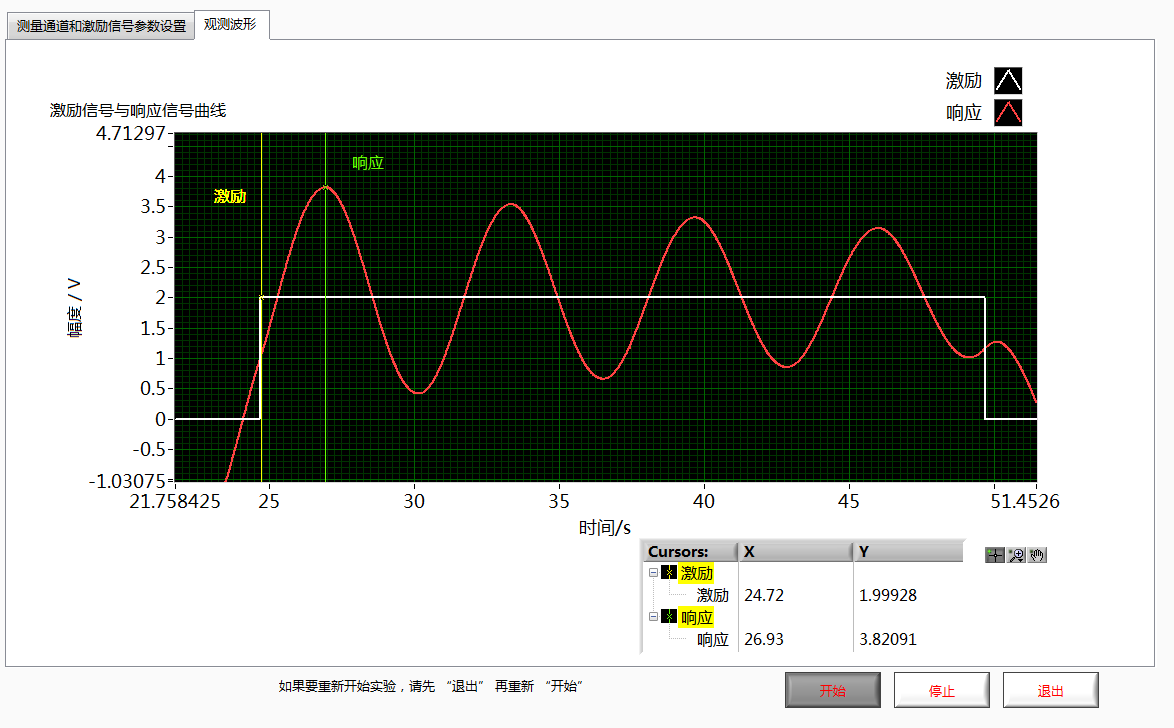 测量通道和激励信号参数设置 观测波形
激励
响应
激励信号与响应信号曲线
4.71297
4
3.5
3
2.5
2
1.5
1
0.5
0
-0.5
-1.03075
幅度 / V
激励
响应
21.758425 25 30 35 40 45 51.4526
时间/s
Cursors: X Y
激励
激励 24.72 1.99928
响应
响应 26.93 3.82091
如果要重新开始实验，请先 “退出” 再重新 “开始”
开始 停止 退出